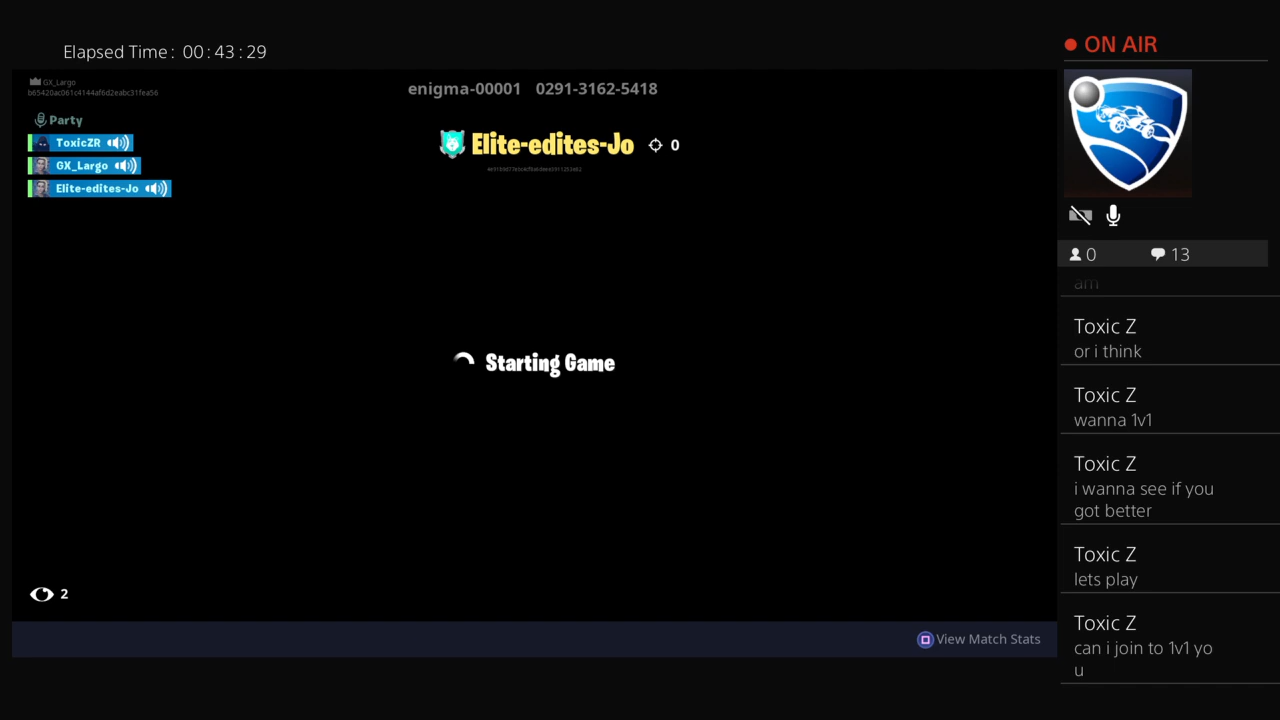 Elapsed Time: 00:43:29
ON AIR
GX_Largo
enigma-00001 0291-3162-5418
Party
ToxicZR
GX_Largo
Elite-edites-Jo
Elite-edites-Jo 0
0 13
am
Toxic Z
or i think
Toxic Z
wanna 1v1
Toxic Z
i wanna see if you
got better
Toxic Z
lets play
Toxic Z
can i join to 1v1 yo
u
Starting Game
2
View Match Stats